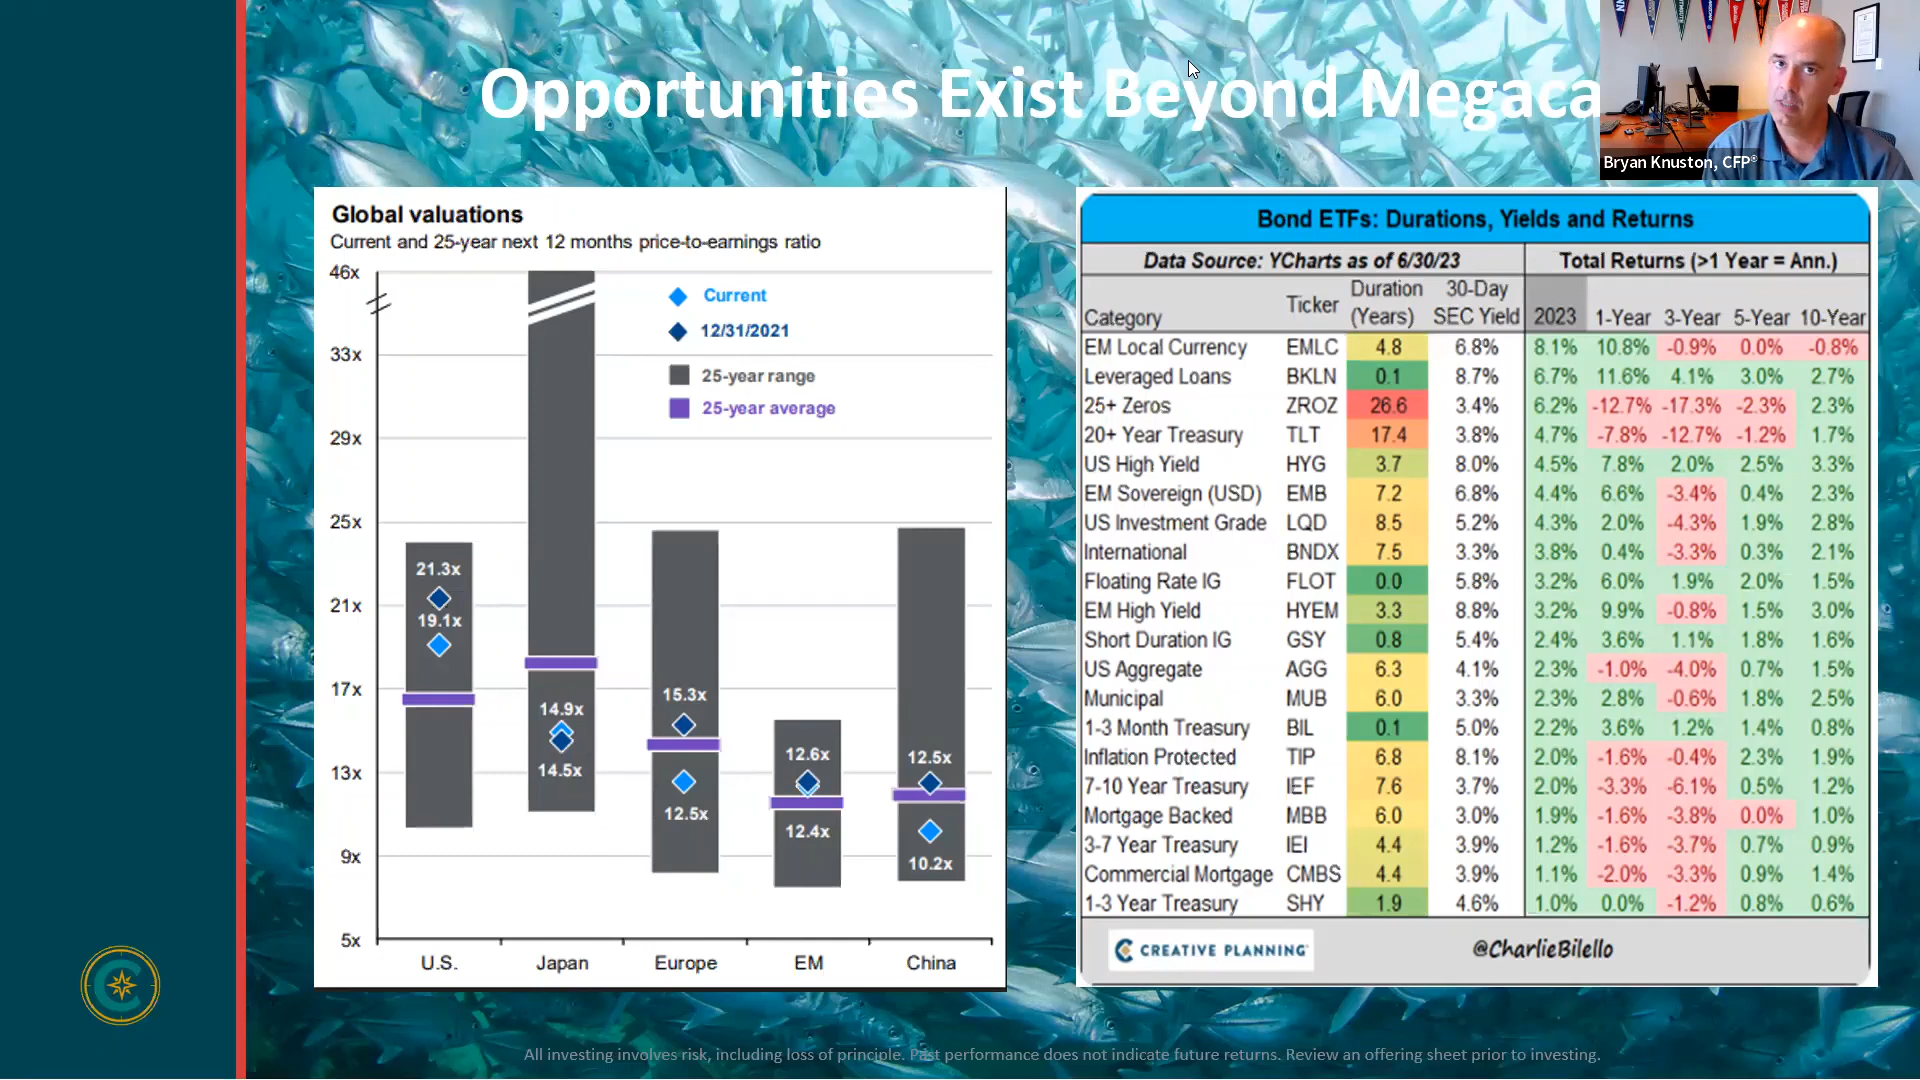 Opportunities Exist Beyond Megaca
Bryan Knuston, CFP®
Global valuations
Current and 25-year next 12 months price-to-earnings ratio
46x
33x
29x
25x
21x
17x
13x
9x
5x
Current
12/31/2021
25-year range
25-year average
21.3x
19.1x
14.9x
14.5x
15.3x
12.5x
12.6x
12.4x
12.5x
10.2x
U.S. Japan Europe EM China
Bond ETFs: Durations, Yields and Returns
Data Source: YCharts as of 6/30/23 Total Returns (>1 Year = Ann.)
Category Ticker Duration (Years) 30-Day SEC Yield 2023 1-Year 3-Year 5-Year 10-Year
EM Local Currency EMLC 4.8 6.8% 8.1% 10.8% -0.9% 0.0% -0.8%
Leveraged Loans BKLN 0.1 8.7% 6.7% 11.6% 4.1% 3.0% 2.7%
25+ Zeros ZROZ 26.6 3.4% 6.2% -12.7% -17.3% -2.3% 2.3%
20+ Year Treasury TLT 17.4 3.8% 4.7% -7.8% -12.7% -1.2% 1.7%
US High Yield HYG 3.7 8.0% 4.5% 7.8% 2.0% 2.5% 3.3%
EM Sovereign (USD) EMB 7.2 6.8% 4.4% 6.6% -3.4% 0.4% 2.3%
US Investment Grade LQD 8.5 5.2% 4.3% 2.0% -4.3% 1.9% 2.8%
International BNDX 7.5 3.3% 3.8% 0.4% -3.3% 0.3% 2.1%
Floating Rate IG FLOT 0.0 5.8% 3.2% 6.0% 1.9% 2.0% 1.5%
EM High Yield HYEM 3.3 8.8% 3.2% 9.9% -0.8% 1.5% 3.0%
Short Duration IG GSY 0.8 5.4% 2.4% 3.6% 1.1% 1.8% 1.6%
US Aggregate AGG 6.3 4.1% 2.3% -1.0% -4.0% 0.7% 1.5%
Municipal MUB 6.0 3.3% 2.3% 2.8% -0.6% 1.8% 2.5%
1-3 Month Treasury BIL 0.1 5.0% 2.2% 3.6% 1.2% 1.4% 0.8%
Inflation Protected TIP 6.8 8.1% 2.0% -1.6% -0.4% 2.3% 1.9%
7-10 Year Treasury IEF 7.6 3.7% 2.0% -3.3% -6.1% 0.5% 1.2%
Mortgage Backed MBB 6.0 3.0% 1.9% -1.6% -3.8% 0.0% 1.0%
3-7 Year Treasury IEI 4.4 3.9% 1.2% -1.6% -3.7% 0.7% 0.9%
Commercial Mortgage CMBS 4.4 3.9% 1.1% -2.0% -3.3% 0.9% 1.4%
1-3 Year Treasury SHY 1.9 4.6% 1.0% 0.0% -1.2% 0.8% 0.6%
CREATIVE PLANNING @CharlieBilello
All investing involves risk, including loss of principle. Past performance does not indicate future returns. Review an offering sheet prior to investing.